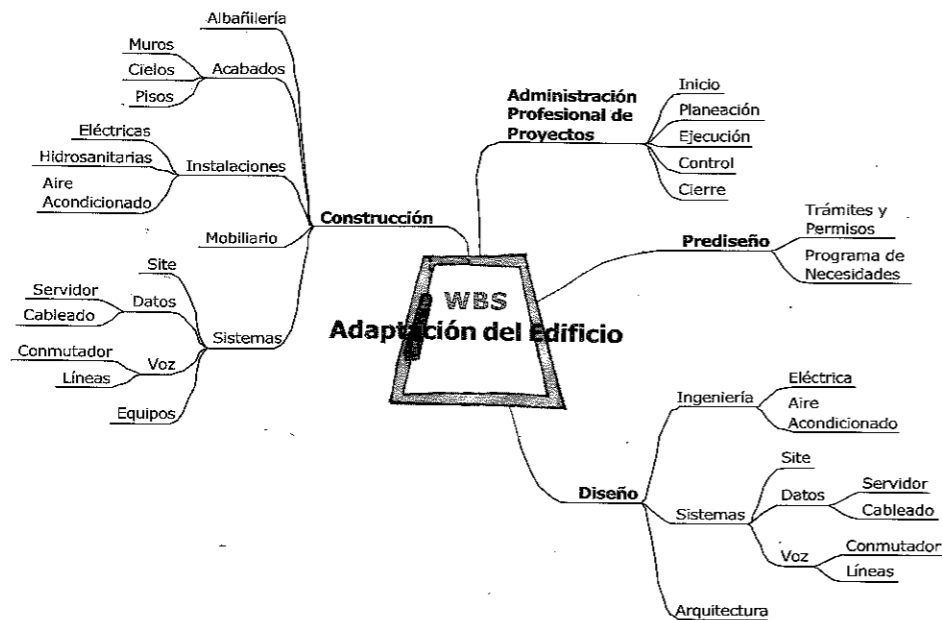 WBS
Adaptación del Edificio
Administración
Profesional de
Proyectos
Inicio
Planeación
Ejecución
Control
Cierre
Prediseño
Trámites y
Permisos
Programa de
Necesidades
Diseño
Ingeniería
Eléctrica
Aire
Acondicionado
Sistemas
Site
Datos
Servidor
Cableado
Voz
Conmutador
Líneas
Arquitectura
Construcción
Albañilería
Acabados
Muros
Cielos
Pisos
Instalaciones
Eléctricas
Hidrosanitarias
Aire
Acondicionado
Mobiliario
Sistemas
Site
Datos
Servidor
Cableado
Voz
Conmutador
Líneas
Equipos